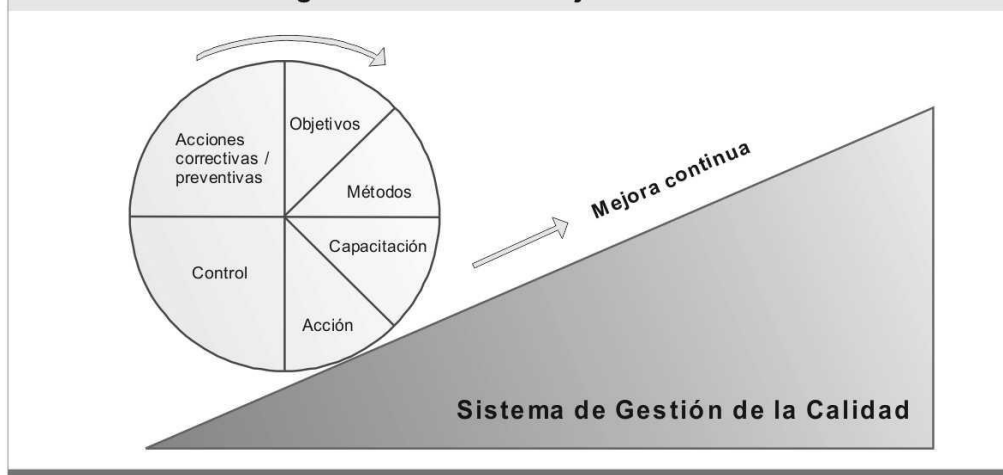 Objetivos
Acciones
correctivas /
preventivas
Métodos
Mejora continua
Capacitación
Control
Acción
Sistema de Gestión de la Calidad